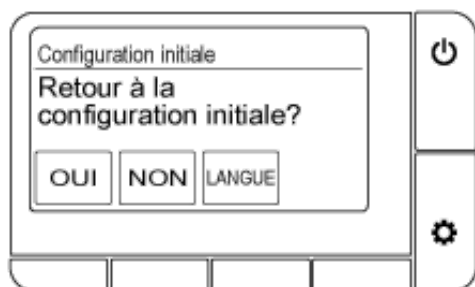 Configuration initiale
Retour à la
configuration initiale?
OUI NON LANGUE